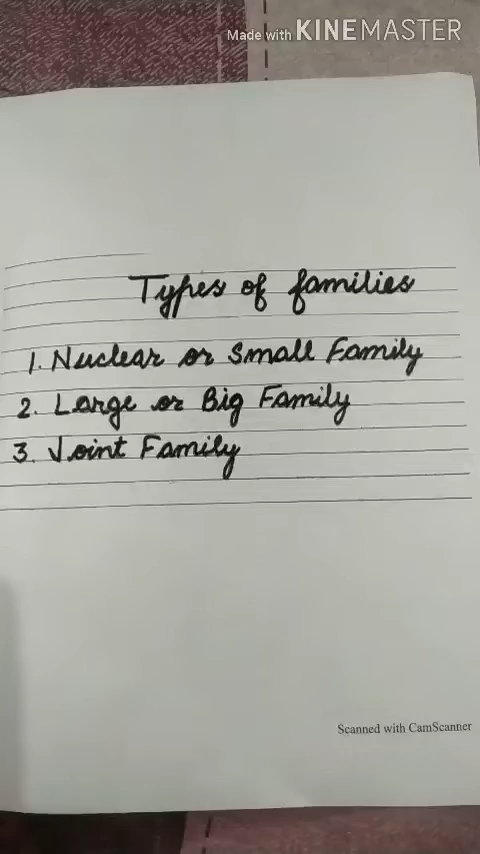 Made with KINEMASTER
Types of families
1. Nuclear or Small Family
2. Large or Big Family
3. Joint Family
Scanned with CamScanner